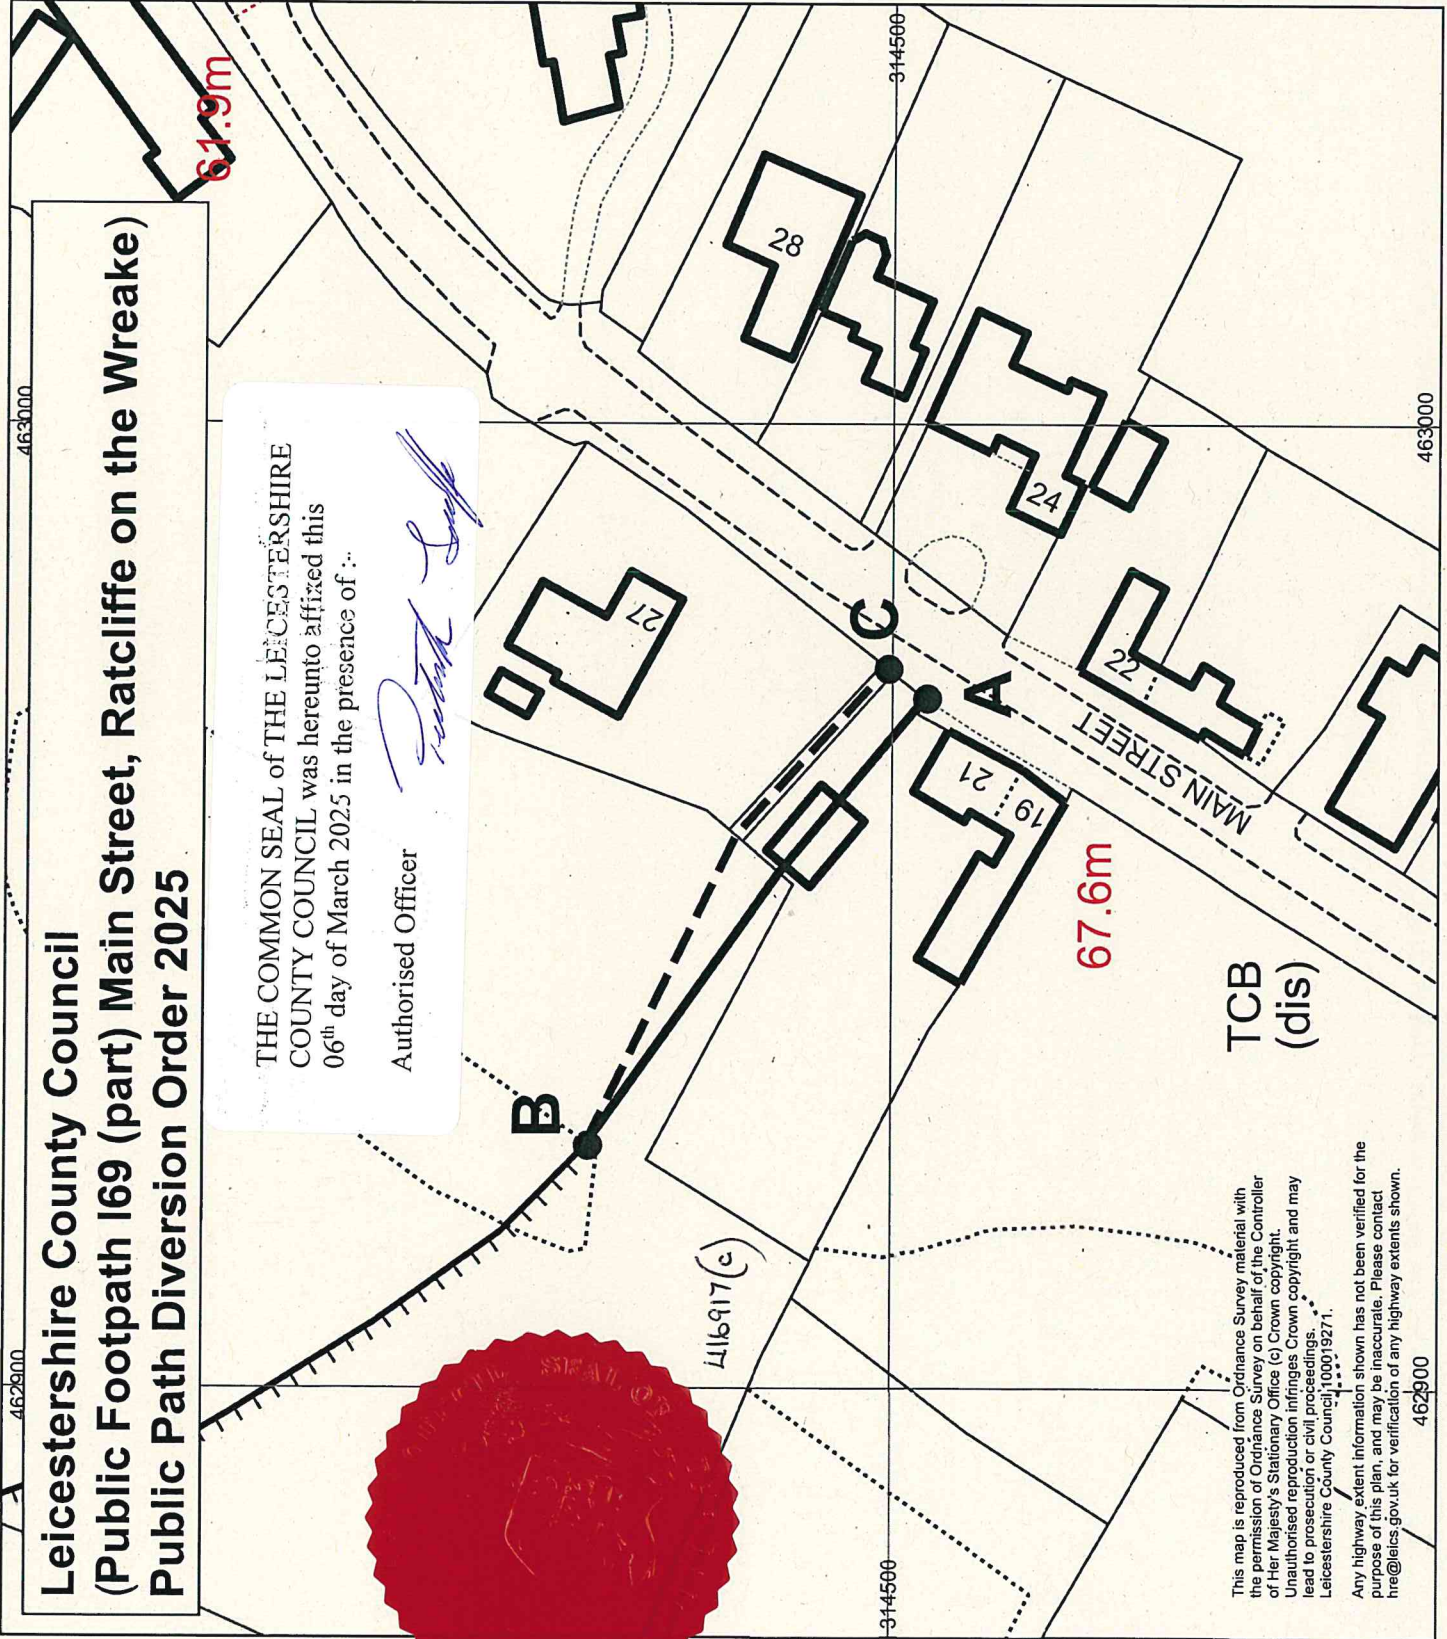 Leicestershire County Council
(Public Footpath I69 (part) Main Street, Ratcliffe on the Wreake)
Public Path Diversion Order 2025
THE COMMON SEAL of THE LEICESTERSHIRE
COUNTY COUNCIL was hereunto affixed this
06th day of March 2025 in the presence of :-
Authorised Officer
462900
463000
61.9m
314500
314500
B
C
A
27
28
24
22
21
19
MAIN STREET
67.6m
TCB
(dis)
416917(c)
This map is reproduced from Ordnance Survey material with
the permission of Ordnance Survey on behalf of the Controller
of Her Majesty's Stationary Office (c) Crown copyright.
Unauthorised reproduction infringes Crown copyright and may
lead to prosecution or civil proceedings.
Leicestershire County Council 100019271.
Any highway extent information shown has not been verified for the
purpose of this plan, and may be inaccurate. Please contact
hre@leics.gov.uk for verification of any highway extents shown.
462900
463000